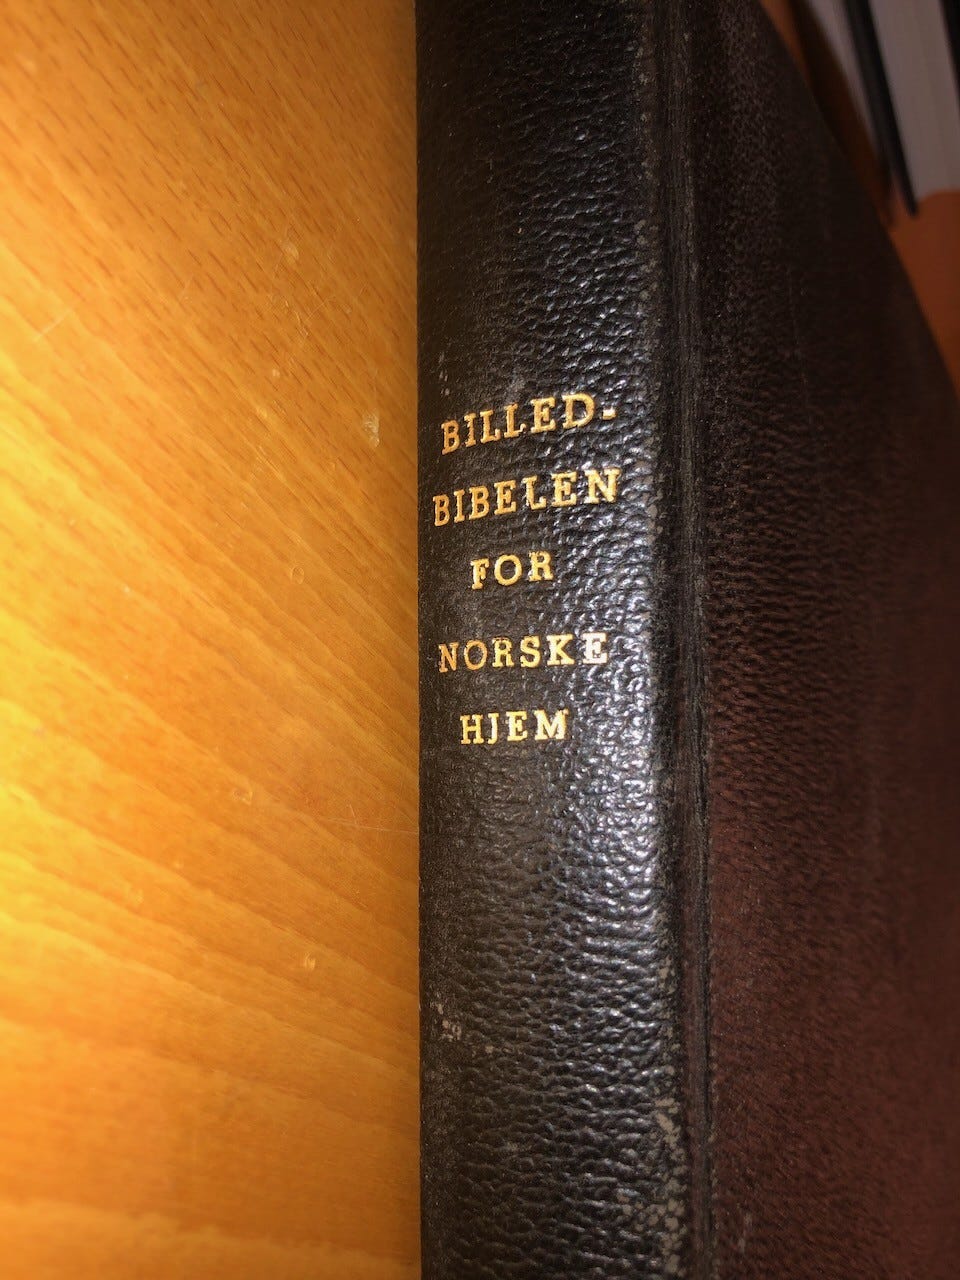 BILLED-
BIBELEN
FOR
NORSKE
HJEM